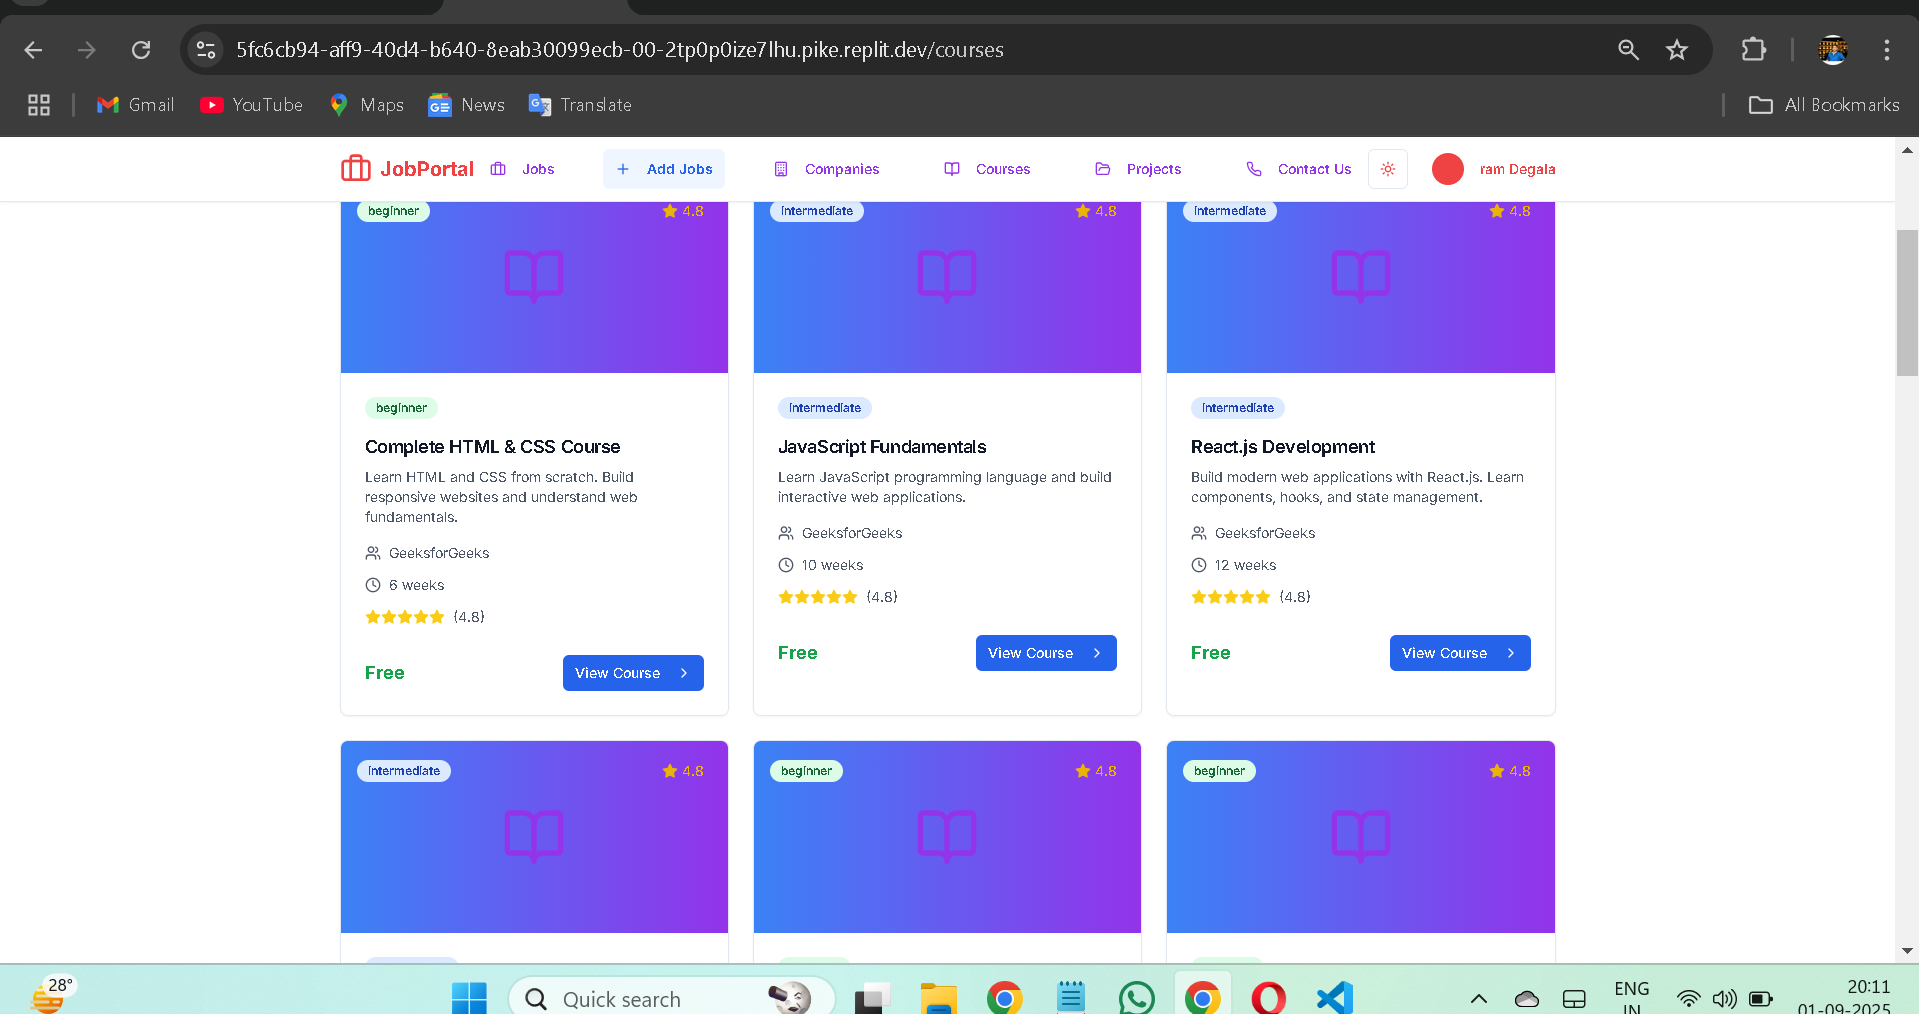 5fc6cb94-aff9-40d4-b640-8eab30099ecb-00-2tp0p0ize7lhu.pike.replit.dev/courses
Gmail YouTube Maps News Translate All Bookmarks
JobPortal Jobs + Add Jobs Companies Courses Projects Contact Us ram Degala
beginner 4.8 intermediate 4.8 intermediate 4.8
beginner
Complete HTML & CSS Course
Learn HTML and CSS from scratch. Build
responsive websites and understand web
fundamentals.
GeeksforGeeks
6 weeks
(4.8)
Free View Course >
intermediate
JavaScript Fundamentals
Learn JavaScript programming language and build
interactive web applications.
GeeksforGeeks
10 weeks
(4.8)
Free View Course >
intermediate
React.js Development
Build modern web applications with React.js. Learn
components, hooks, and state management.
GeeksforGeeks
12 weeks
(4.8)
Free View Course >
intermediate 4.8 beginner 4.8 beginner 4.8
28° Quick search ENG 20:11
IN 01-09-2025